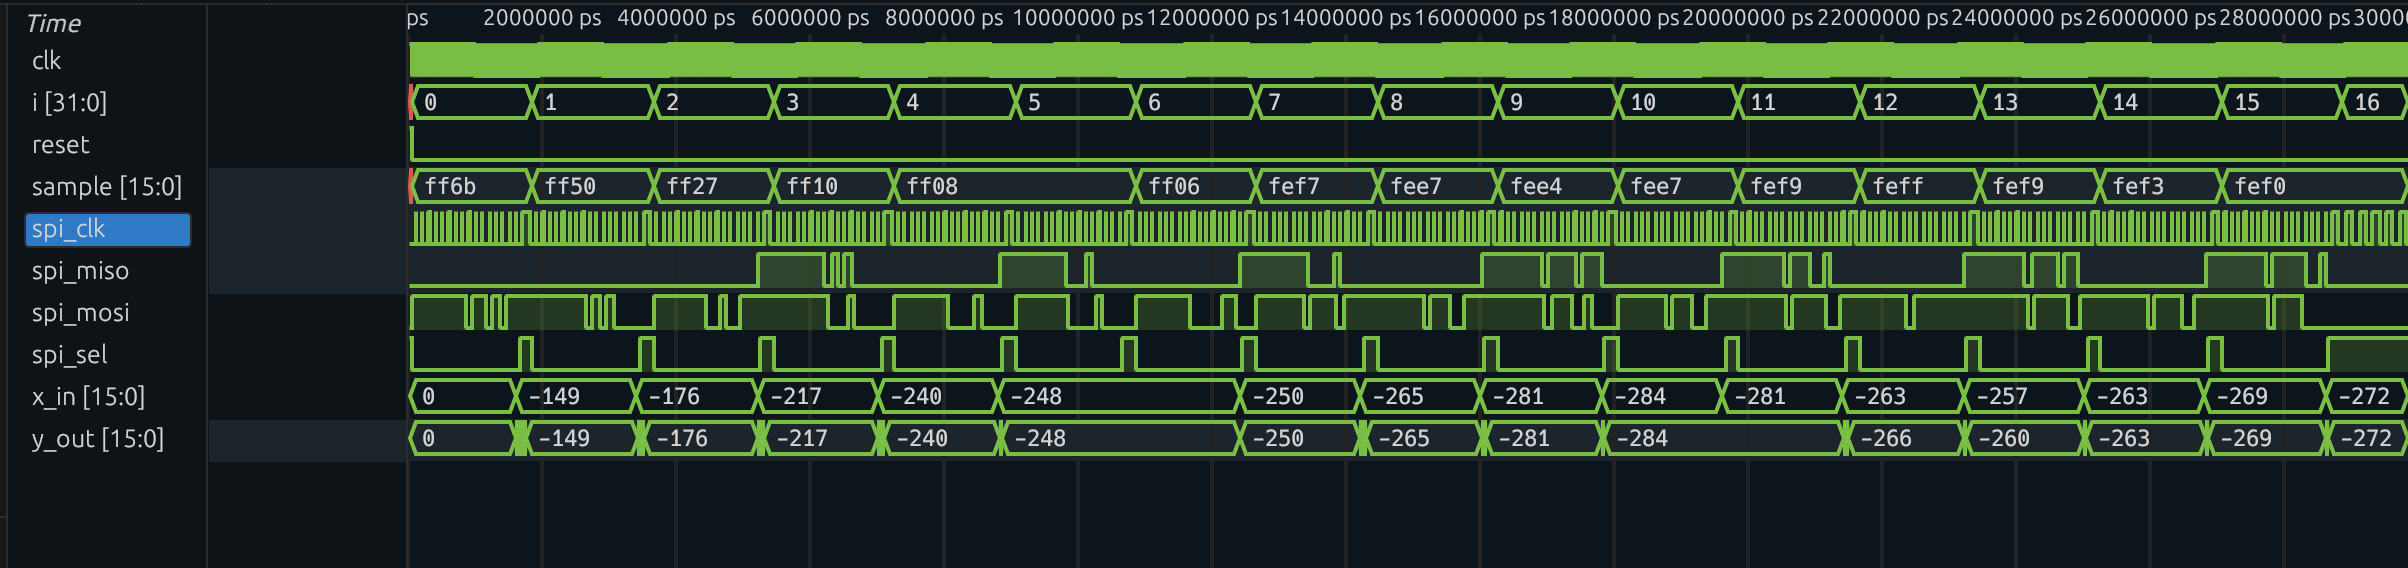 Time ps 2000000 ps 4000000 ps 6000000 ps 8000000 ps 10000000 ps 12000000 ps 14000000 ps 16000000 ps 18000000 ps 20000000 ps 22000000 ps 24000000 ps 26000000 ps 28000000 ps 30000
clk
i [31:0] 0 1 2 3 4 5 6 7 8 9 10 11 12 13 14 15 16
reset
sample [15:0] ff6b ff50 ff27 ff10 ff08 ff06 fef7 fee7 fee4 fee7 fef9 feff fef9 fef3 fef0
spi_clk
spi_miso
spi_mosi
spi_sel
x_in [15:0] 0 -149 -176 -217 -240 -248 -250 -265 -281 -284 -281 -263 -257 -263 -269 -272
y_out [15:0] 0 -149 -176 -217 -240 -248 -250 -265 -281 -284 -266 -260 -263 -269 -272